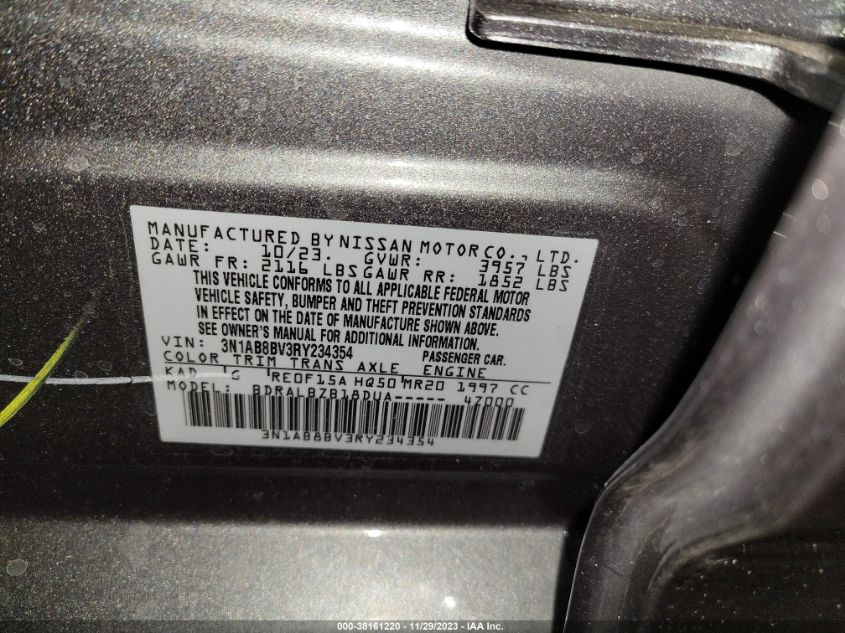 MANUFACTURED BY NISSAN MOTOR CO., LTD.
DATE: 10/23. GVWR: 3957 LBS
GAWR FR: 2116 LBS GAWR RR: 1852 LBS
THIS VEHICLE CONFORMS TO ALL APPLICABLE FEDERAL MOTOR
VEHICLE SAFETY, BUMPER AND THEFT PREVENTION STANDARDS
IN EFFECT ON THE DATE OF MANUFACTURE SHOWN ABOVE.
SEE OWNER'S MANUAL FOR ADDITIONAL INFORMATION.
VIN: 3N1AB8BV3RY234354 PASSENGER CAR.
COLOR TRIM TRANS AXLE ENGINE
KAD G RE0F15A HQ50 MR20 1997 CC
MODEL: BDRALBZB18DUA----- 47000
3N1AB8BV3RY234354
000-38161220 - 11/29/2023 - IAA Inc.